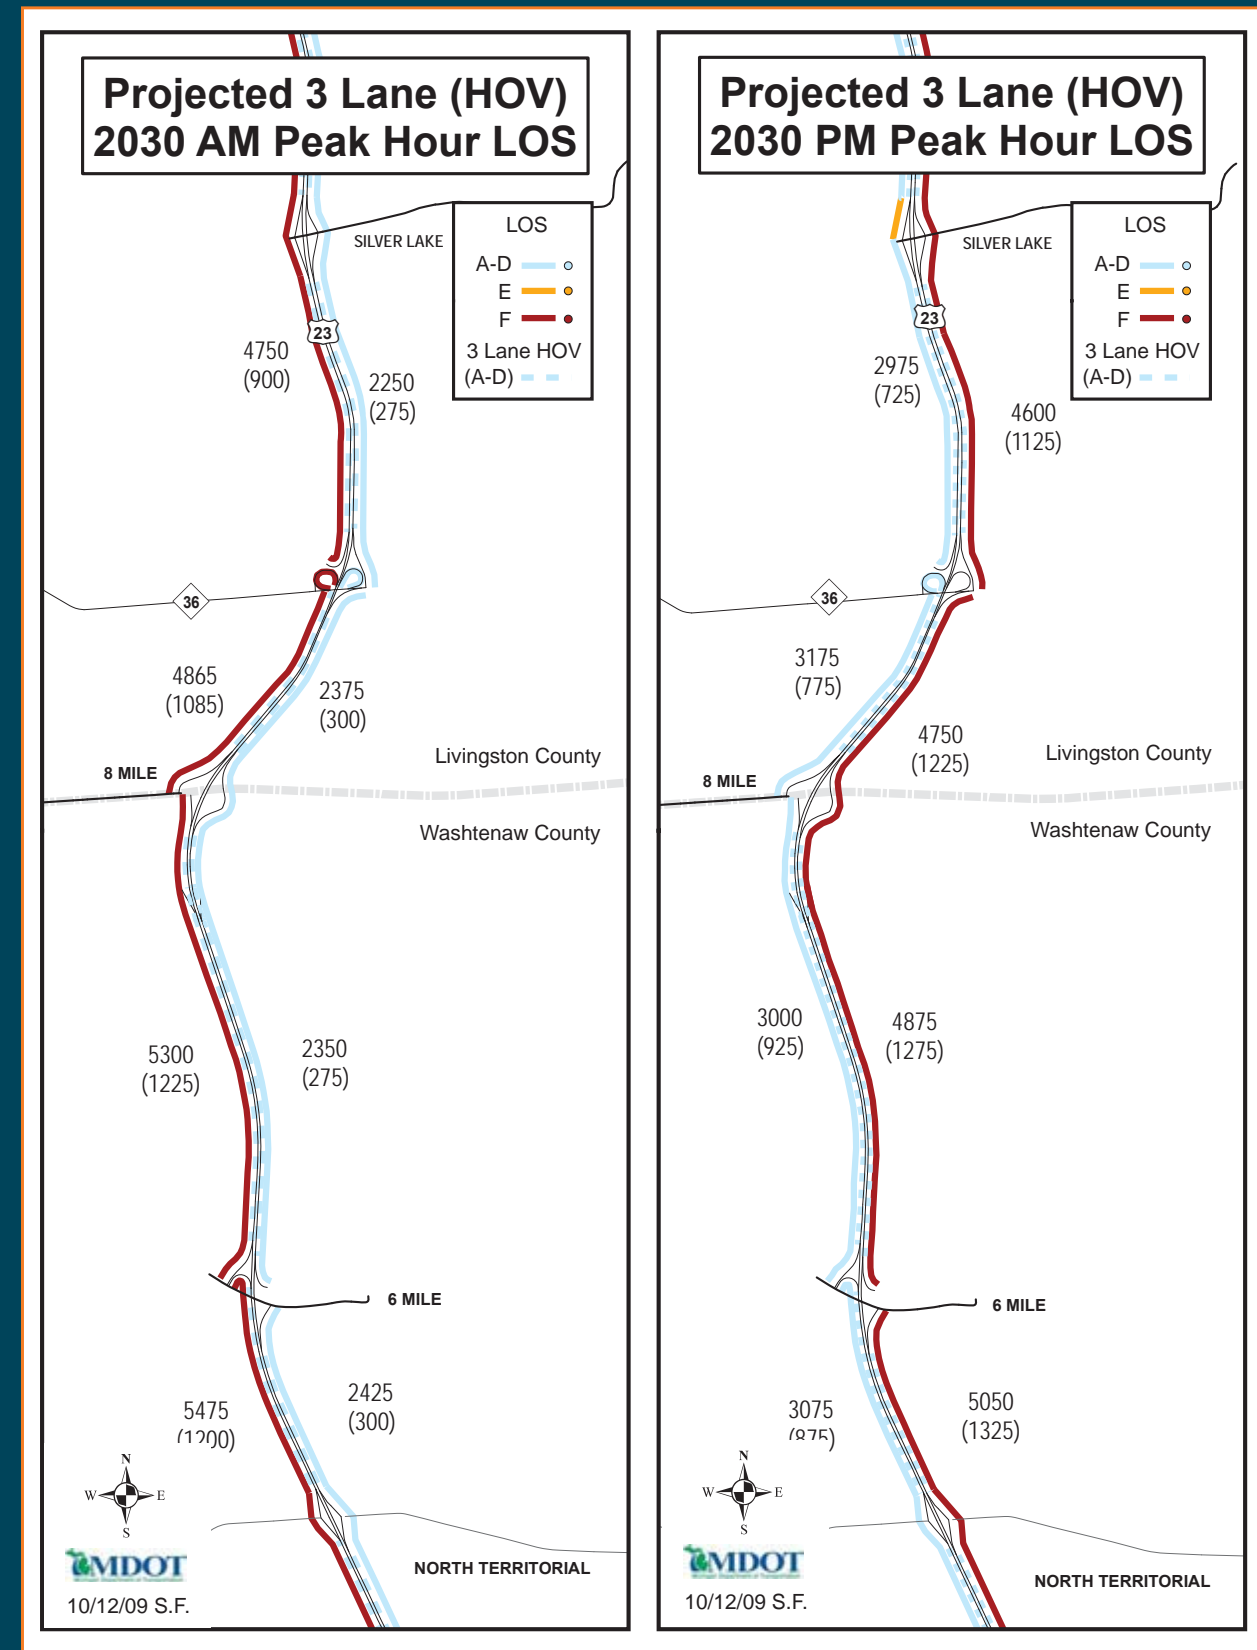 Projected 3 Lane (HOV)
2030 AM Peak Hour LOS
SILVER LAKE
LOS
A-D
E
F
3 Lane HOV
(A-D)
23
4750
(900)
2250
(275)
36
4865
(1085)
2375
(300)
Livingston County
8 MILE
Washtenaw County
5300
(1225)
2350
(275)
6 MILE
5475
(1200)
2425
(300)
N
W E
S
MDOT
NORTH TERRITORIAL
10/12/09 S.F.
Projected 3 Lane (HOV)
2030 PM Peak Hour LOS
SILVER LAKE
LOS
A-D
E
F
3 Lane HOV
(A-D)
23
2975
(725)
4600
(1125)
36
3175
(775)
4750
(1225)
Livingston County
8 MILE
Washtenaw County
3000
(925)
4875
(1275)
6 MILE
3075
(875)
5050
(1325)
N
W E
S
MDOT
NORTH TERRITORIAL
10/12/09 S.F.